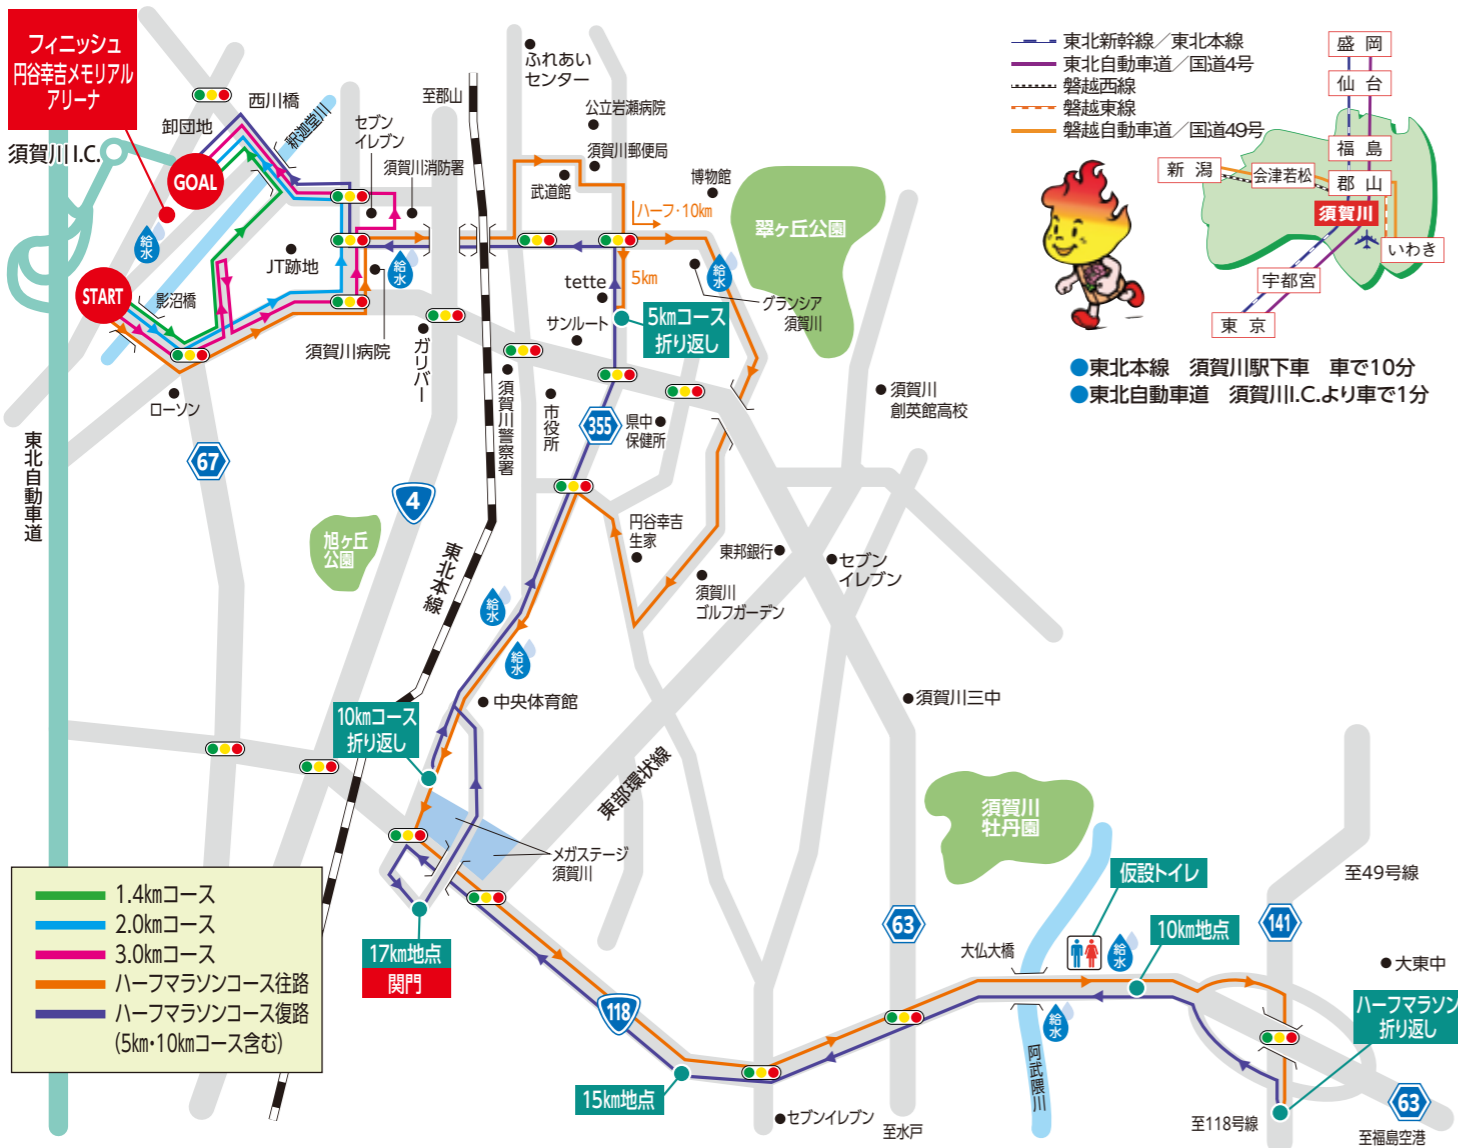 フィニッシュ
円谷幸吉メモリアル
アリーナ
須賀川I.C.
卸団地
西川橋
釈迦堂川
GOAL
給水
START
影沼橋
JT跡地
ローソン
67
東北自動車道
至郡山
セブン
イレブン
須賀川消防署
須賀川病院
給水
ガリバー
須賀川警察署
4
旭ヶ丘
公園
東北本線
ふれあい
センター
公立岩瀬病院
須賀川郵便局
武道館
博物館
ハーフ・10km
5km
翠ヶ丘公園
給水
グランシア
須賀川
tette
サンルート
5kmコース
折り返し
市役所
355
県中
保健所
須賀川
創英館高校
円谷幸吉
生家
東邦銀行
セブン
イレブン
須賀川
ゴルフガーデン
給水
給水
中央体育館
10kmコース
折り返し
須賀川三中
東部環状線
メガステージ
須賀川
17km地点
関門
118
15km地点
セブンイレブン
63
至水戸
須賀川
牡丹園
大仏大橋
仮設トイレ
給水
給水
阿武隈川
10km地点
141
至49号線
大東中
ハーフマラソン
折り返し
至118号線
63
至福島空港
1.4kmコース
2.0kmコース
3.0kmコース
ハーフマラソンコース往路
ハーフマラソンコース復路
(5km・10kmコース含む)
東北新幹線／東北本線
東北自動車道／国道4号
磐越西線
磐越東線
磐越自動車道／国道49号
盛岡
仙台
福島
新潟
会津若松
郡山
須賀川
いわき
宇都宮
東京
●東北本線　須賀川駅下車　車で10分
●東北自動車道　須賀川I.C.より車で1分